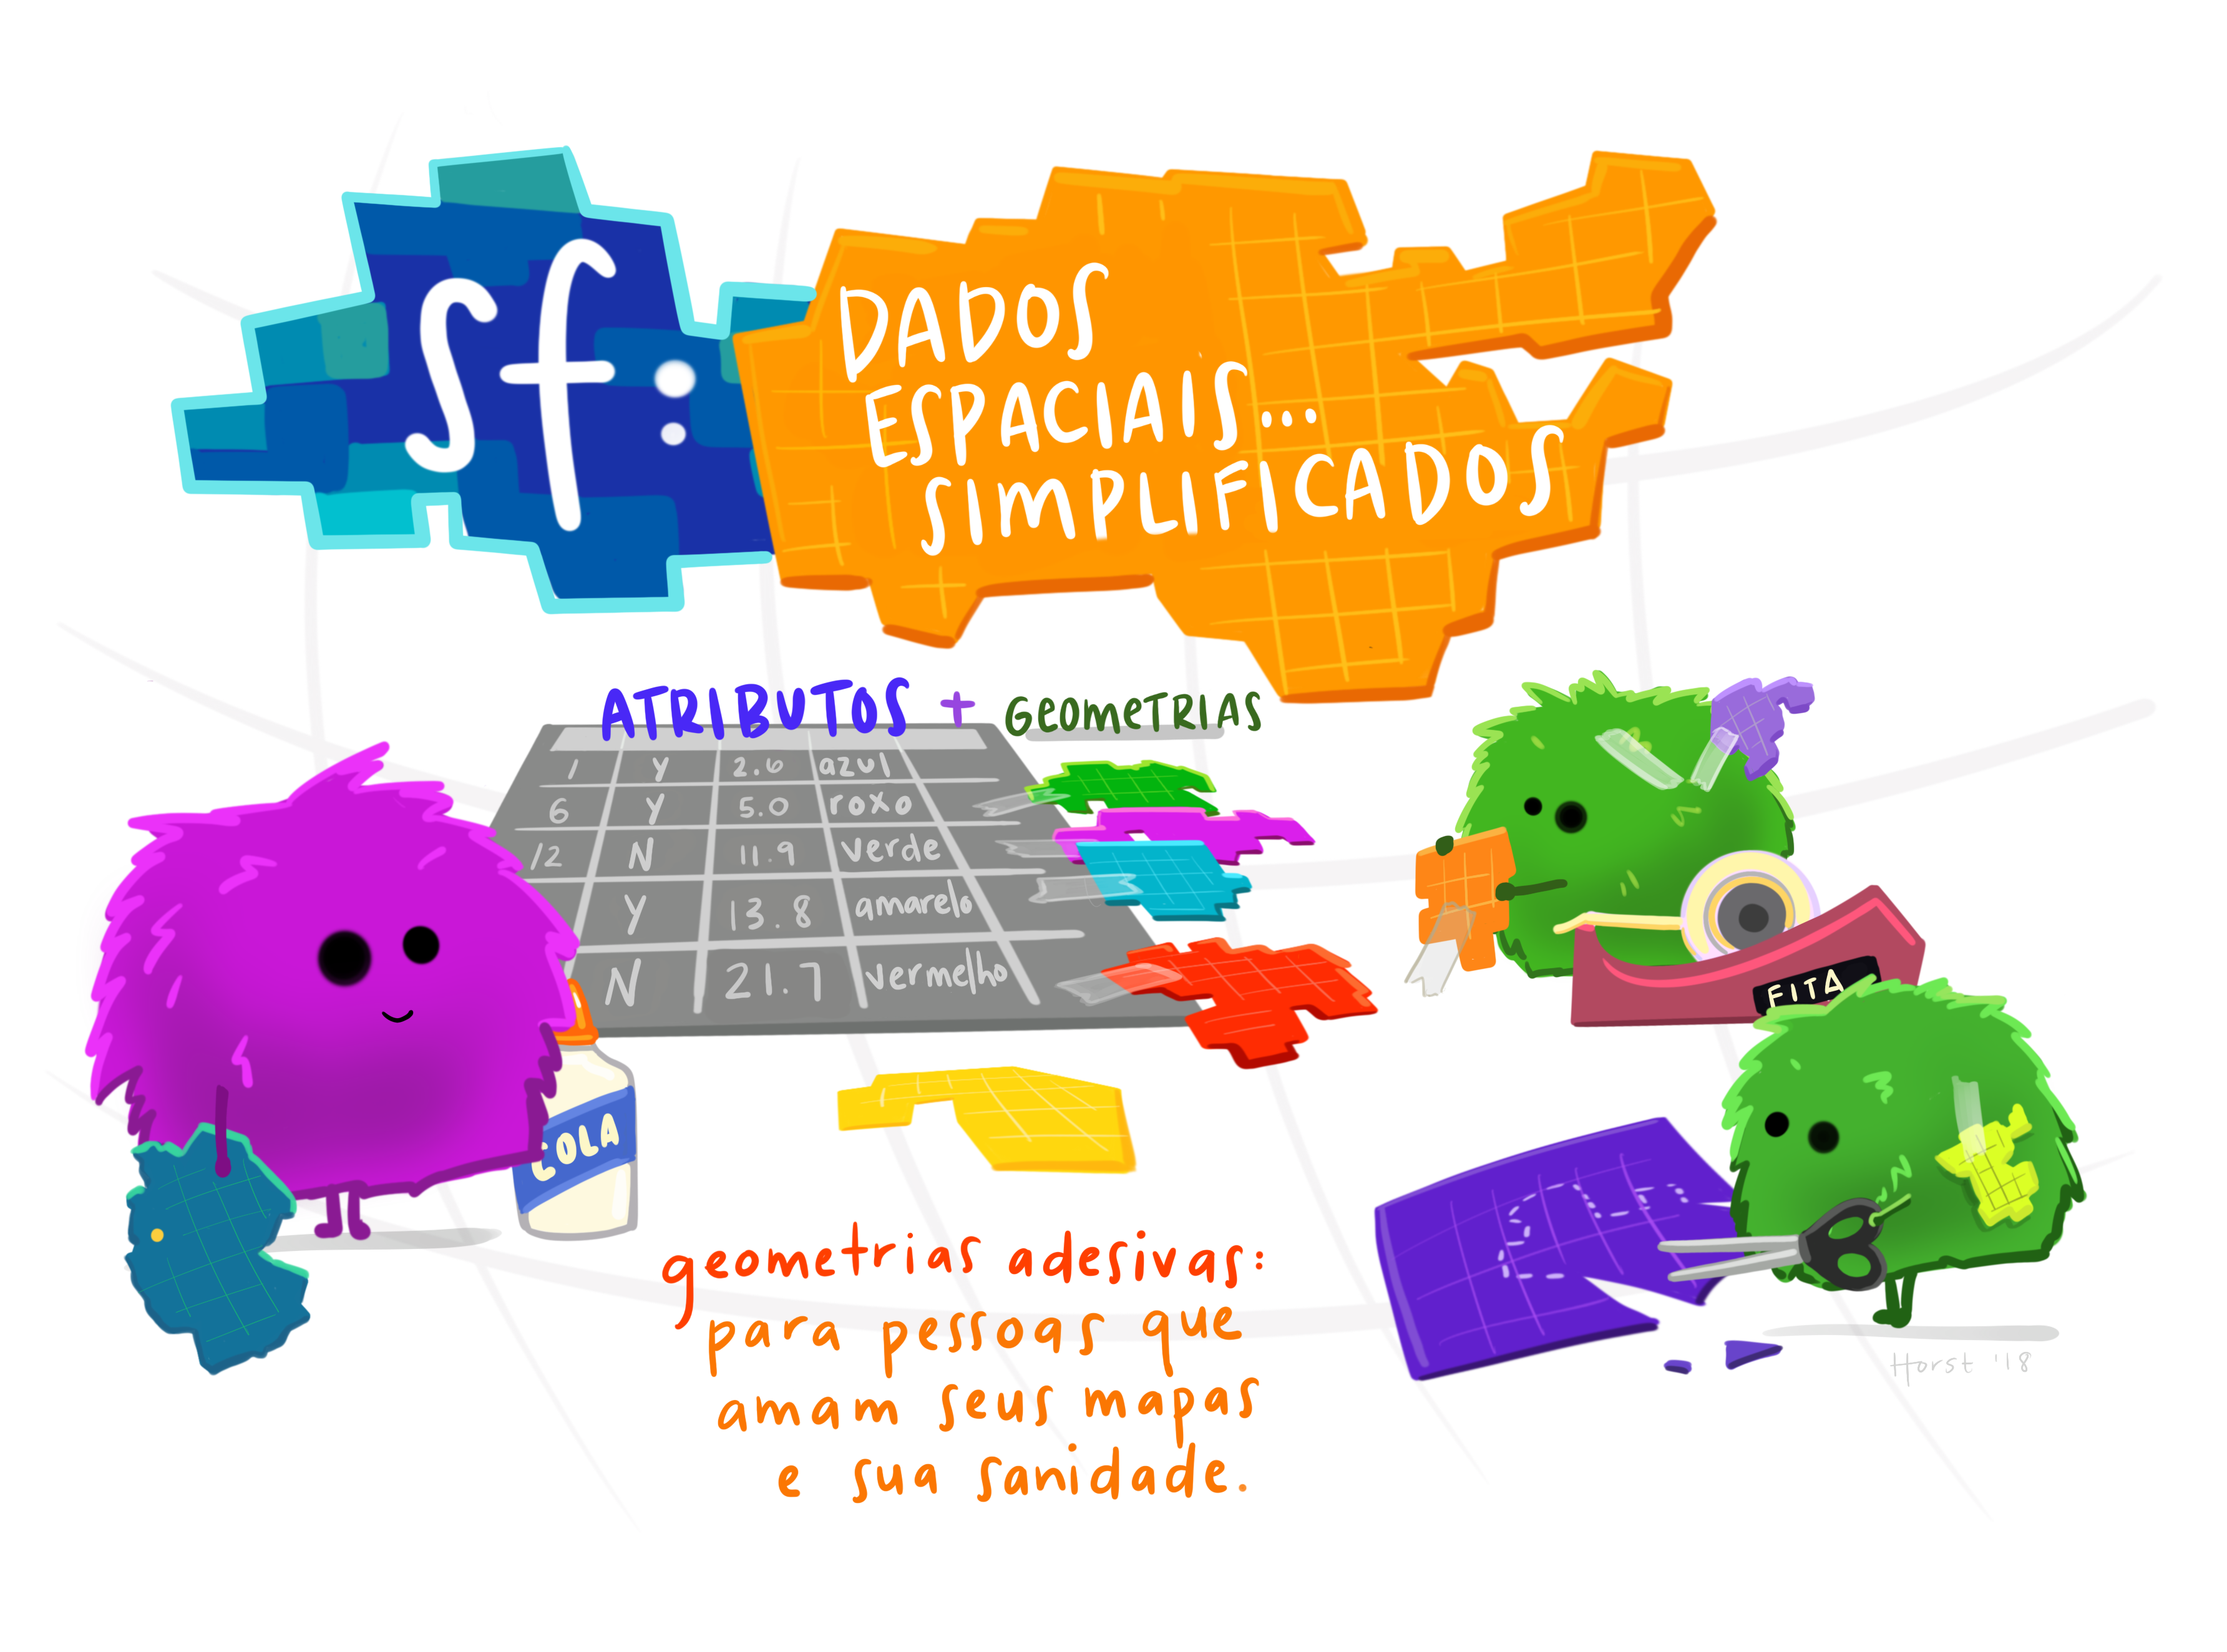 sf:
DADOS
ESPACIAIS...
SIMPLIFICADOS
ATRIBUTOS + GEOMETRIAS
1 Y 2.6 azul
6 Y 5.0 roxo
12 N 11.9 verde
Y 13.8 amarelo
N 21.7 vermelho
FITA
COLA
geometrias adesivas:
para pessoas que
amam seus mapas
e sua sanidade.
Horst '18